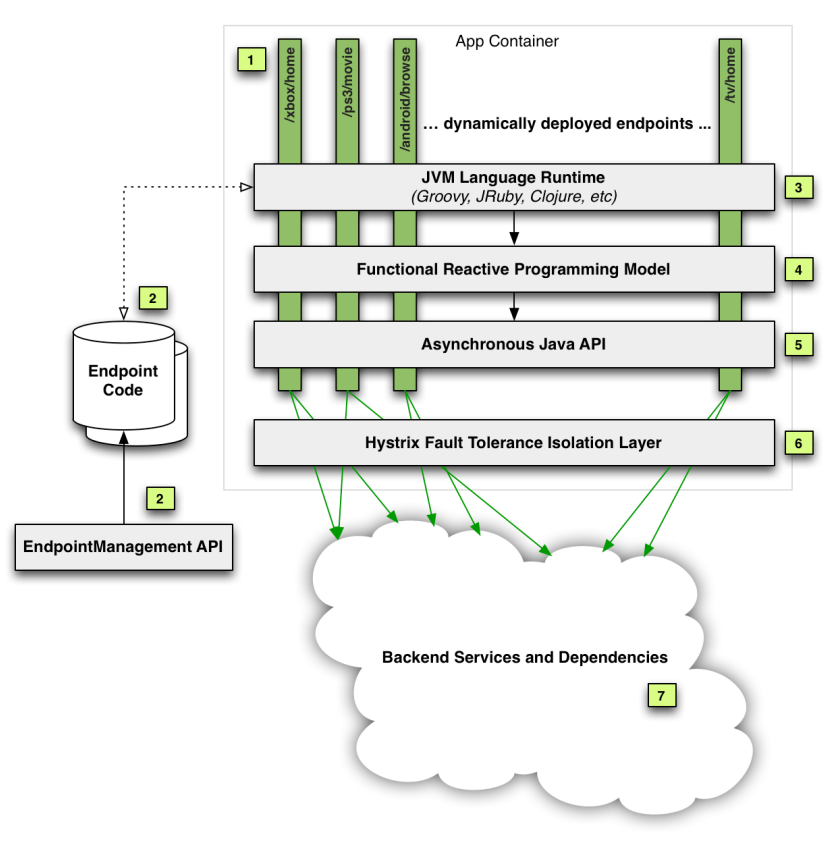 App Container
1
/xbox/home
/ps3/movie
/android/browse
/tv/home
... dynamically deployed endpoints ...
JVM Language Runtime
(Groovy, JRuby, Clojure, etc)
3
Functional Reactive Programming Model
4
2
Endpoint
Code
Asynchronous Java API
5
Hystrix Fault Tolerance Isolation Layer
6
2
EndpointManagement API
Backend Services and Dependencies
7